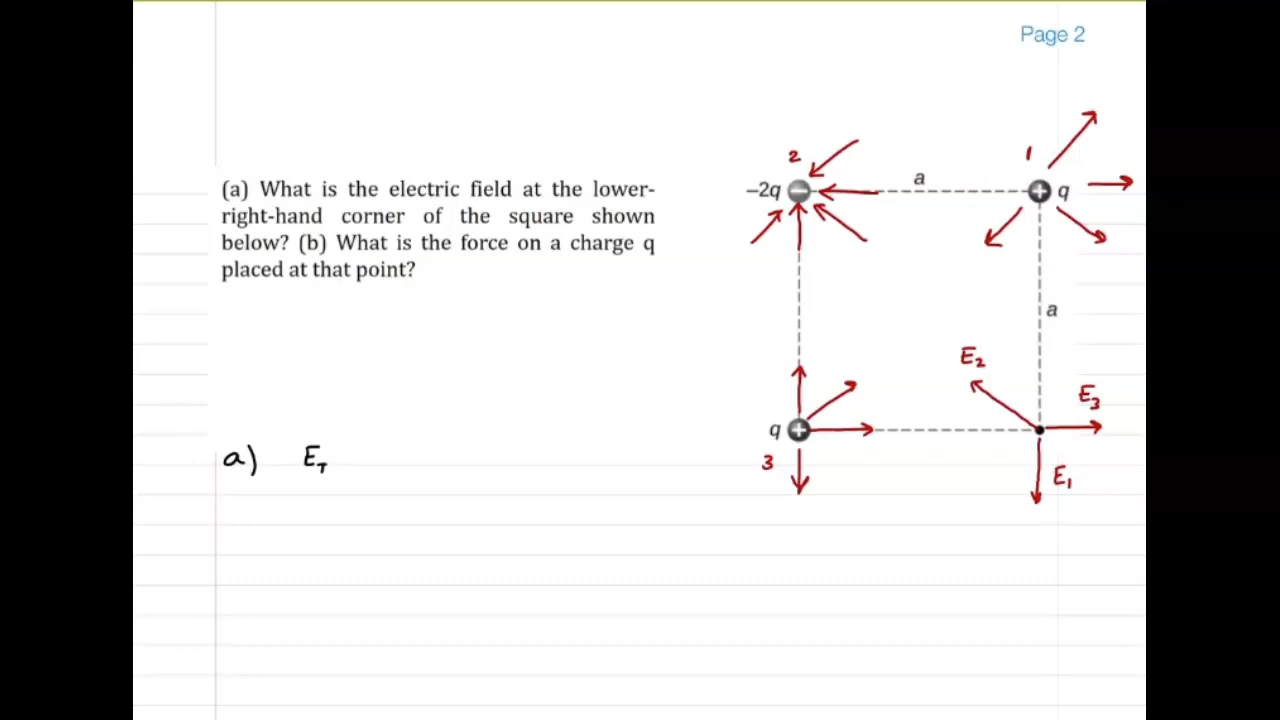 Page 2
(a) What is the electric field at the lower-
right-hand corner of the square shown
below? (b) What is the force on a charge q
placed at that point?
2
1
−2q
−
a
+
q
a
E₂
E₃
q
+
3
E₁
a) E_T